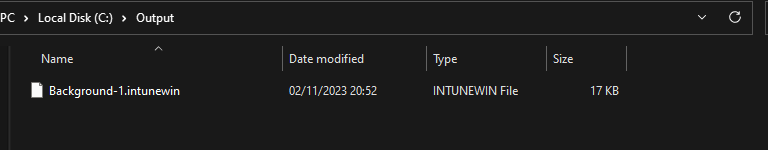 PC > Local Disk (C:) > Output
Name Date modified Type Size
Background-1.intunewin 02/11/2023 20:52 INTUNEWIN File 17 KB